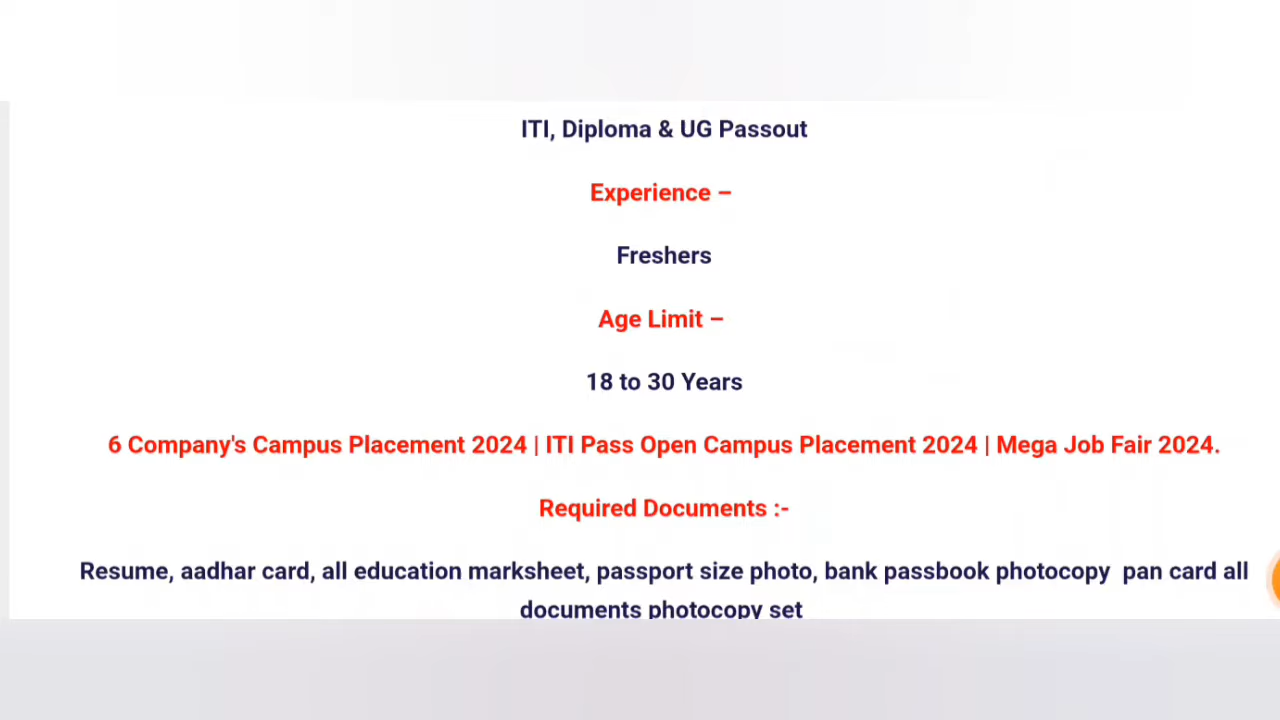 ITI, Diploma & UG Passout
Experience –
Freshers
Age Limit –
18 to 30 Years
6 Company's Campus Placement 2024 | ITI Pass Open Campus Placement 2024 | Mega Job Fair 2024.
Required Documents :-
Resume, aadhar card, all education marksheet, passport size photo, bank passbook photocopy  pan card all
documents photocopy set